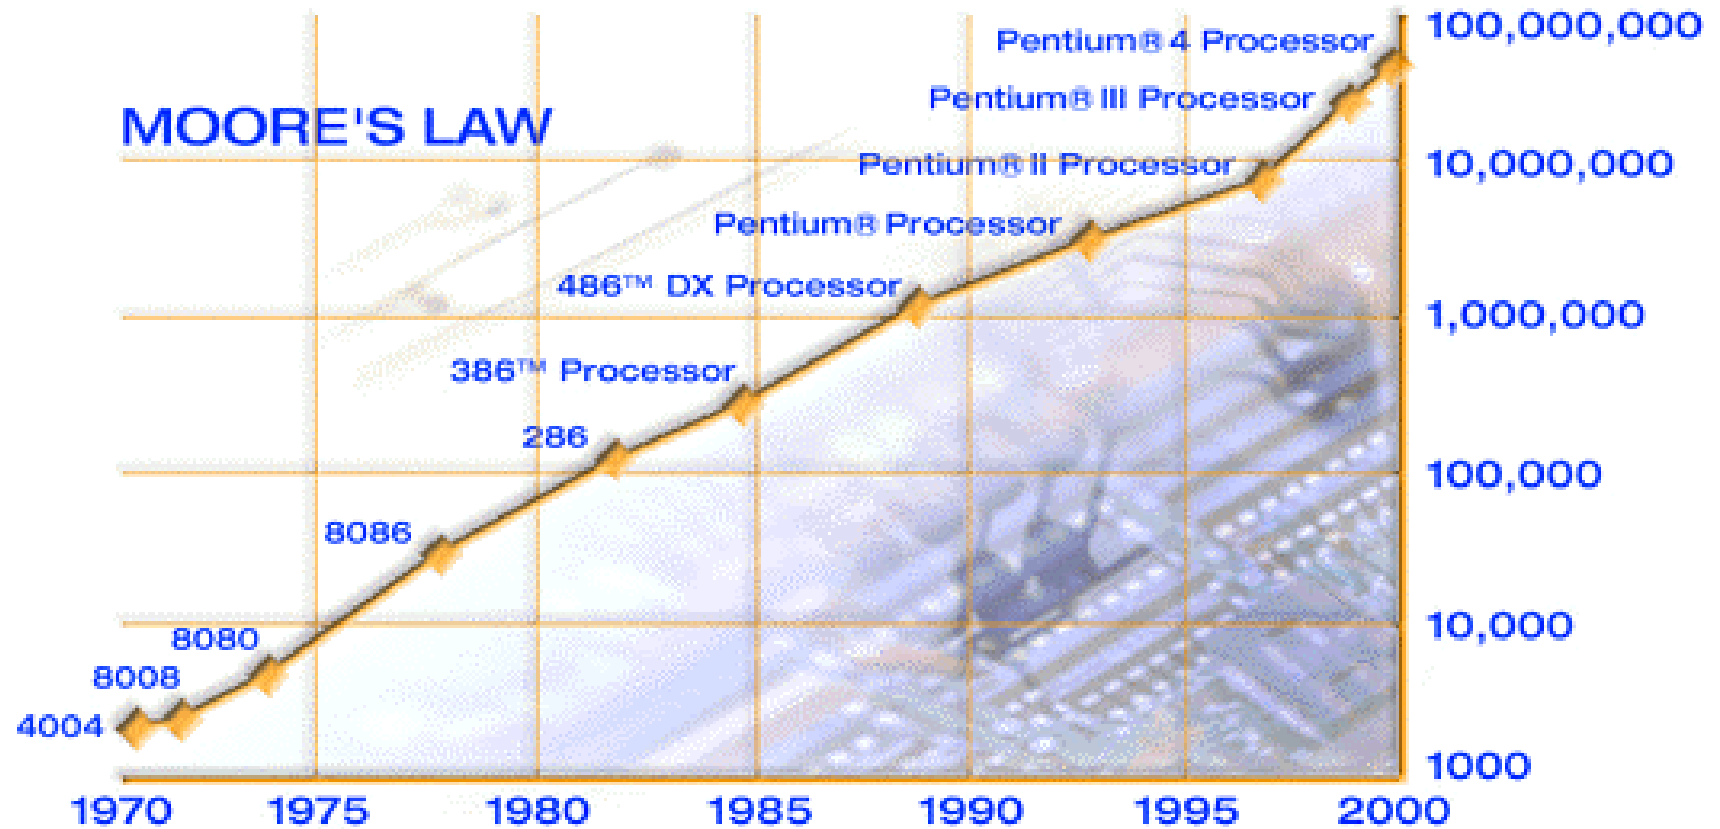 Pentium® 4 Processor
100,000,000
Pentium® III Processor
MOORE'S LAW
Pentium® II Processor
10,000,000
Pentium® Processor
486™ DX Processor
1,000,000
386™ Processor
286
100,000
8086
10,000
8080
8008
4004
1000
1970 1975 1980 1985 1990 1995 2000